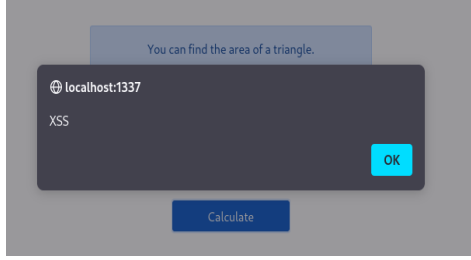 You can find the area of a triangle.
localhost:1337
XSS
OK
Calculate